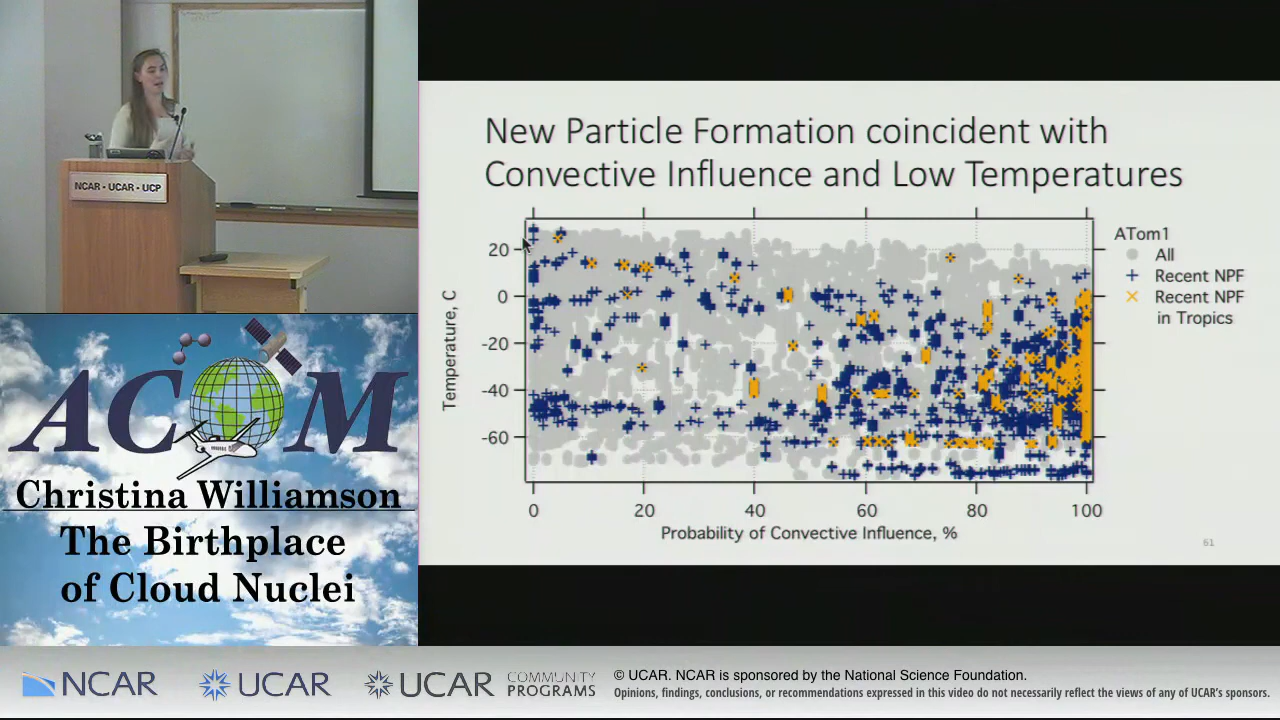 NCAR • UCAR • UCP
New Particle Formation coincident with
Convective Influence and Low Temperatures
Temperature, C
20
0
-20
-40
-60
0 20 40 60 80 100
Probability of Convective Influence, %
ATom1
All
Recent NPF
Recent NPF
in Tropics
61
ACOM
Christina Williamson
The Birthplace
of Cloud Nuclei
NCAR
UCAR
UCAR
COMMUNITY
PROGRAMS
© UCAR. NCAR is sponsored by the National Science Foundation.
Opinions, findings, conclusions, or recommendations expressed in this video do not necessarily reflect the views of any of UCAR's sponsors.